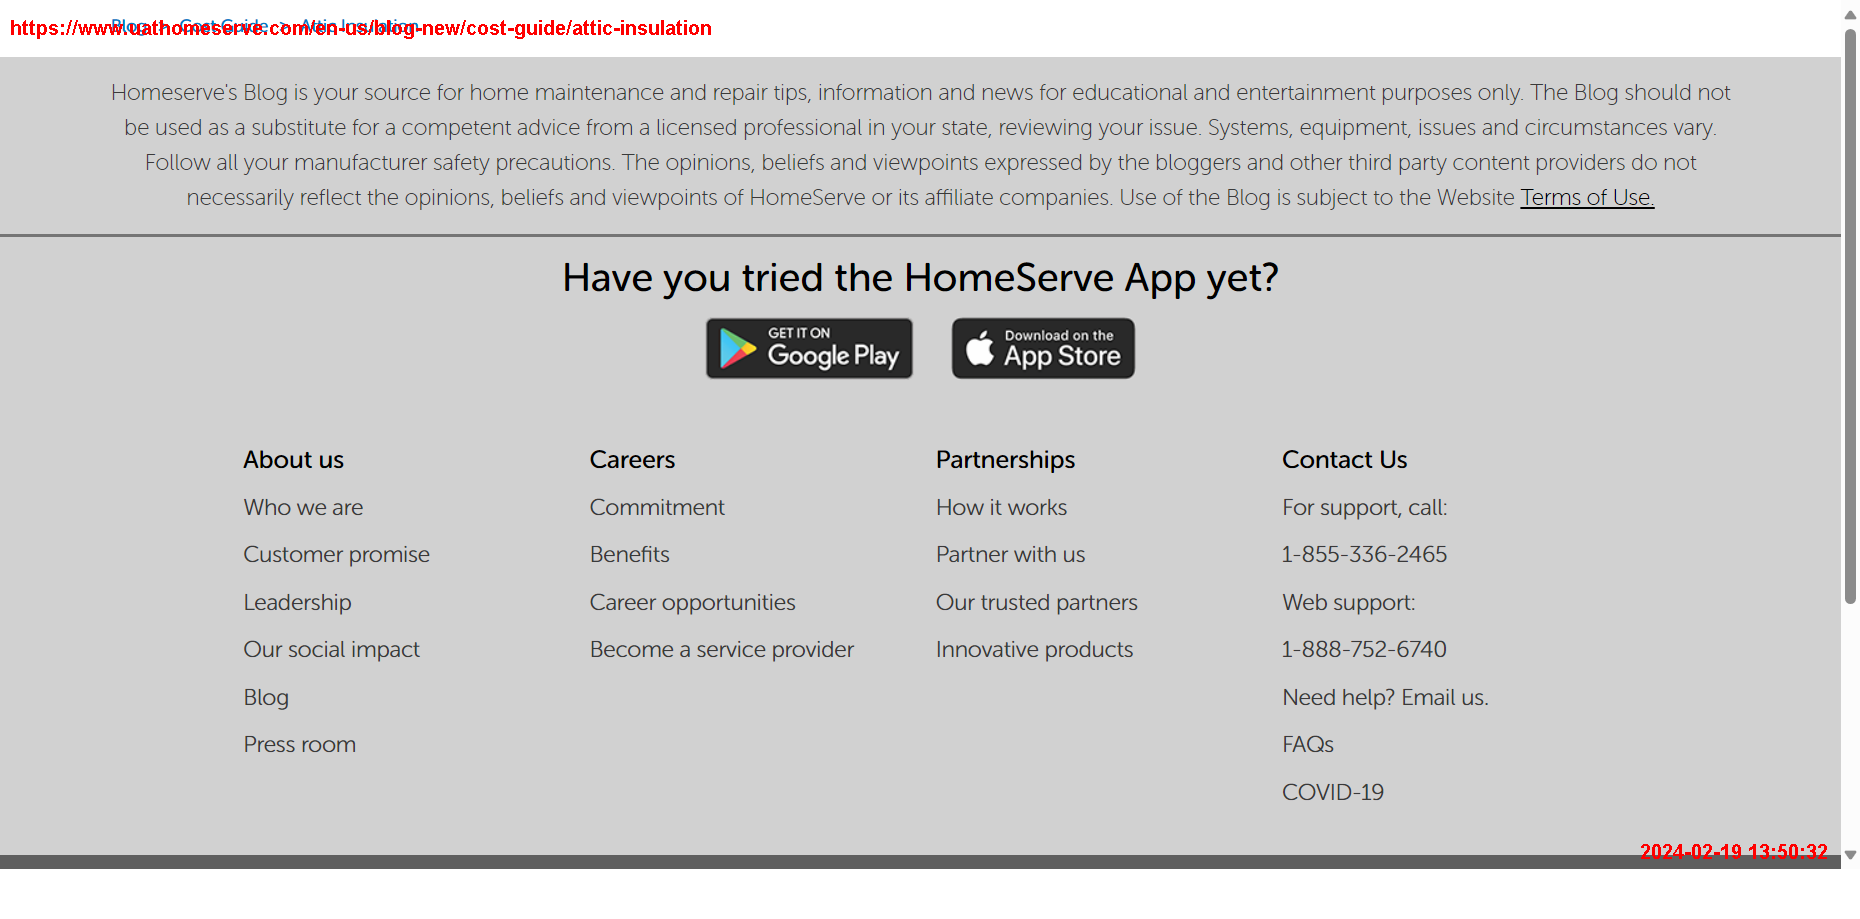 https://www.uathomeserve.com/en-us/blog-new/cost-guide/attic-insulation
Blog > Cost Guide > Attic Insulation
Homeserve's Blog is your source for home maintenance and repair tips, information and news for educational and entertainment purposes only. The Blog should not
be used as a substitute for a competent advice from a licensed professional in your state, reviewing your issue. Systems, equipment, issues and circumstances vary.
Follow all your manufacturer safety precautions. The opinions, beliefs and viewpoints expressed by the bloggers and other third party content providers do not
necessarily reflect the opinions, beliefs and viewpoints of HomeServe or its affiliate companies. Use of the Blog is subject to the Website Terms of Use.
Have you tried the HomeServe App yet?
GET IT ON
Google Play
Download on the
App Store
About us
Who we are
Customer promise
Leadership
Our social impact
Blog
Press room
Careers
Commitment
Benefits
Career opportunities
Become a service provider
Partnerships
How it works
Partner with us
Our trusted partners
Innovative products
Contact Us
For support, call:
1-855-336-2465
Web support:
1-888-752-6740
Need help? Email us.
FAQs
COVID-19
2024-02-19 13:50:32